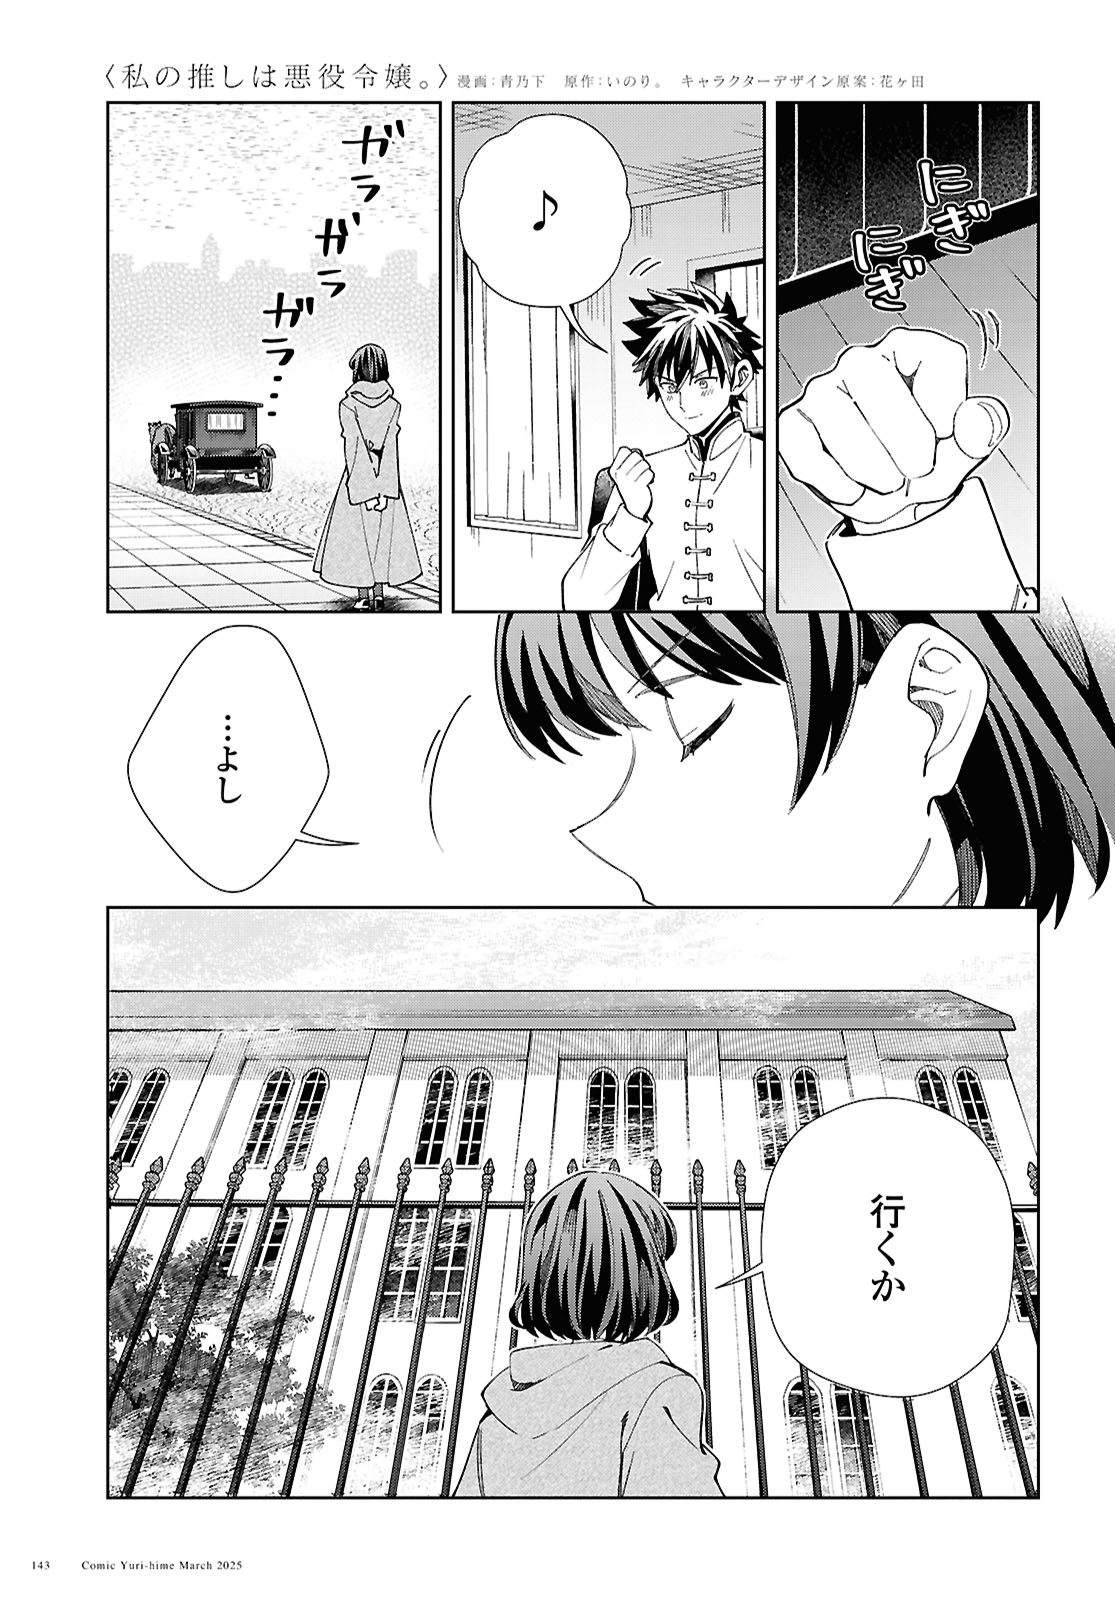 〈私の推しは悪役令嬢。〉漫画：青乃下　原作：いのり。　キャラクターデザイン原案：花ヶ田
にぎ
にぎ
♪
ガラ
ガラ
ガラ…
…よし
行くか
143 Comic Yuri-hime March 2025